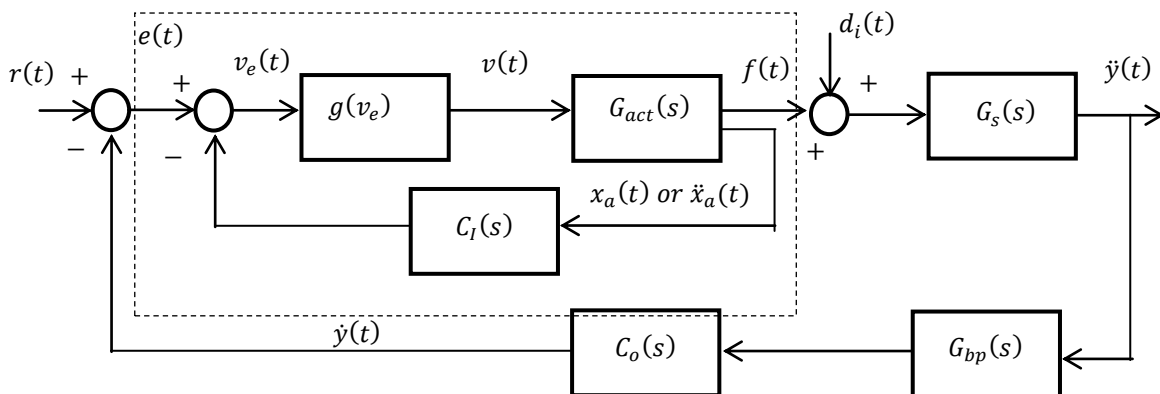 e(t)
d_i(t)
r(t)
+
+
v_e(t)
v(t)
f(t)
+
ÿ(t)
g(v_e)
G_act(s)
G_s(s)
−
−
+
x_a(t) or ẍ_a(t)
C_I(s)
ẏ(t)
C_o(s)
G_bp(s)